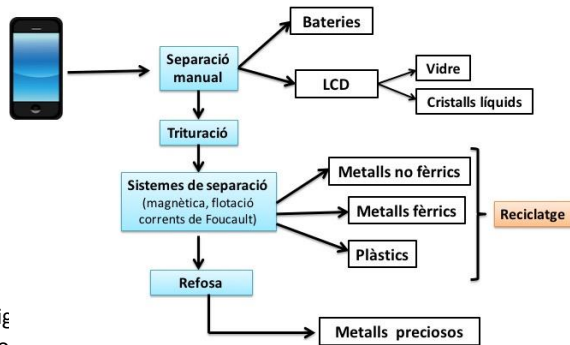 Bateries
Separació
manual
LCD
Vidre
Cristalls líquids
Trituració
Sistemes de separació
(magnètica, flotació
corrents de Foucault)
Metalls no fèrrics
Metalls fèrrics
Plàstics
Reciclatge
Refosa
Metalls preciosos